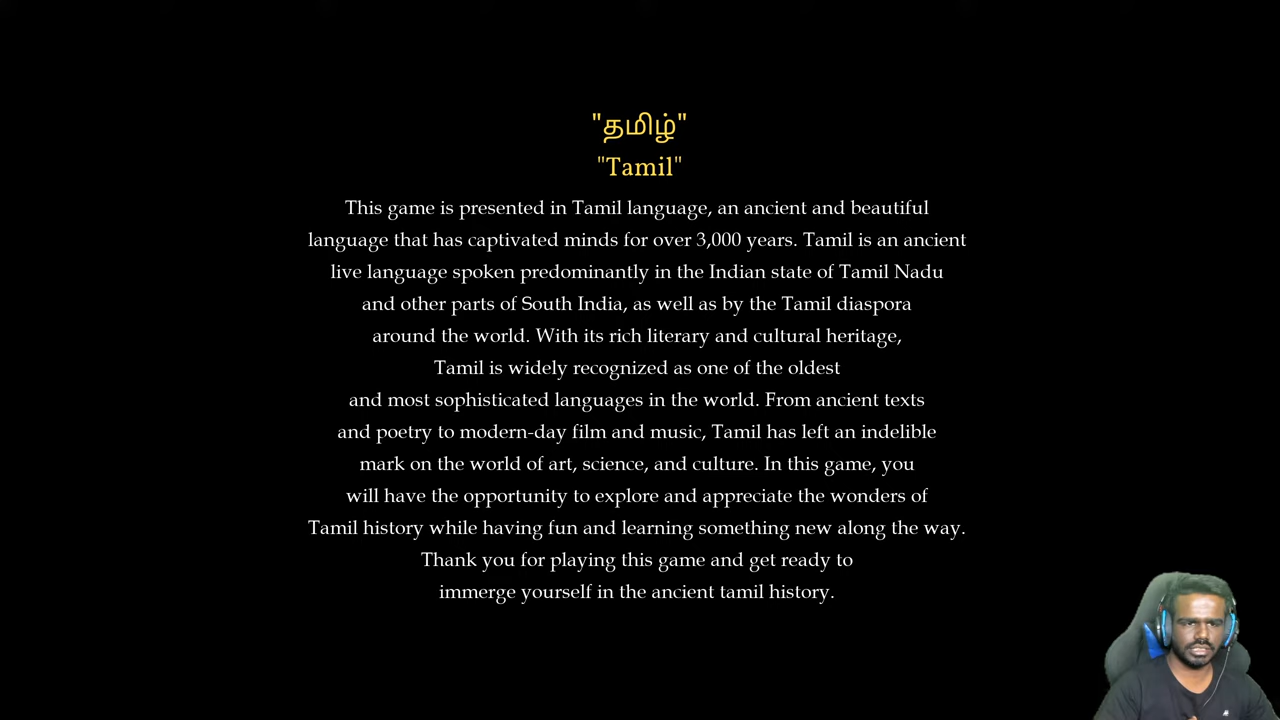 "தமிழ்"
"Tamil"
This game is presented in Tamil language, an ancient and beautiful
language that has captivated minds for over 3,000 years. Tamil is an ancient
live language spoken predominantly in the Indian state of Tamil Nadu
and other parts of South India, as well as by the Tamil diaspora
around the world. With its rich literary and cultural heritage,
Tamil is widely recognized as one of the oldest
and most sophisticated languages in the world. From ancient texts
and poetry to modern-day film and music, Tamil has left an indelible
mark on the world of art, science, and culture. In this game, you
will have the opportunity to explore and appreciate the wonders of
Tamil history while having fun and learning something new along the way.
Thank you for playing this game and get ready to
immerge yourself in the ancient tamil history.